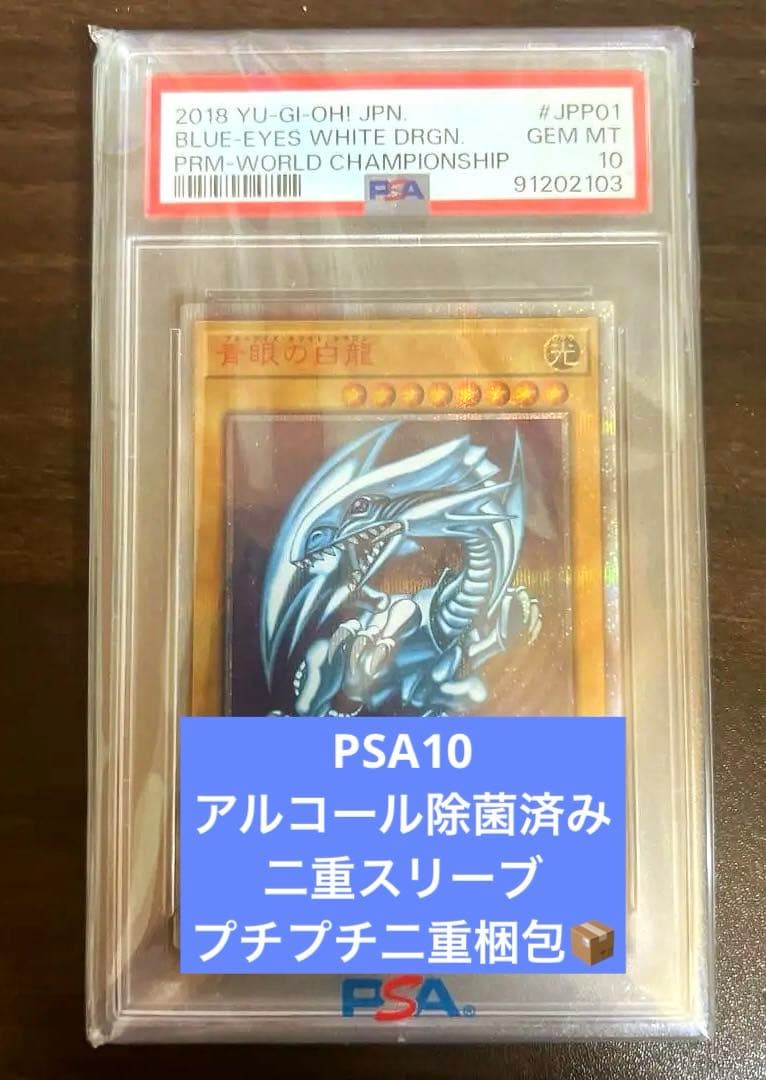 2018 YU-GI-OH! JPN. #JPP01
BLUE-EYES WHITE DRGN. GEM MT
PRM-WORLD CHAMPIONSHIP 10
PSA 91202103
青眼の白龍
光
PSA10
アルコール除菌済み
二重スリーブ
プチプチ二重梱包📦
PSA®